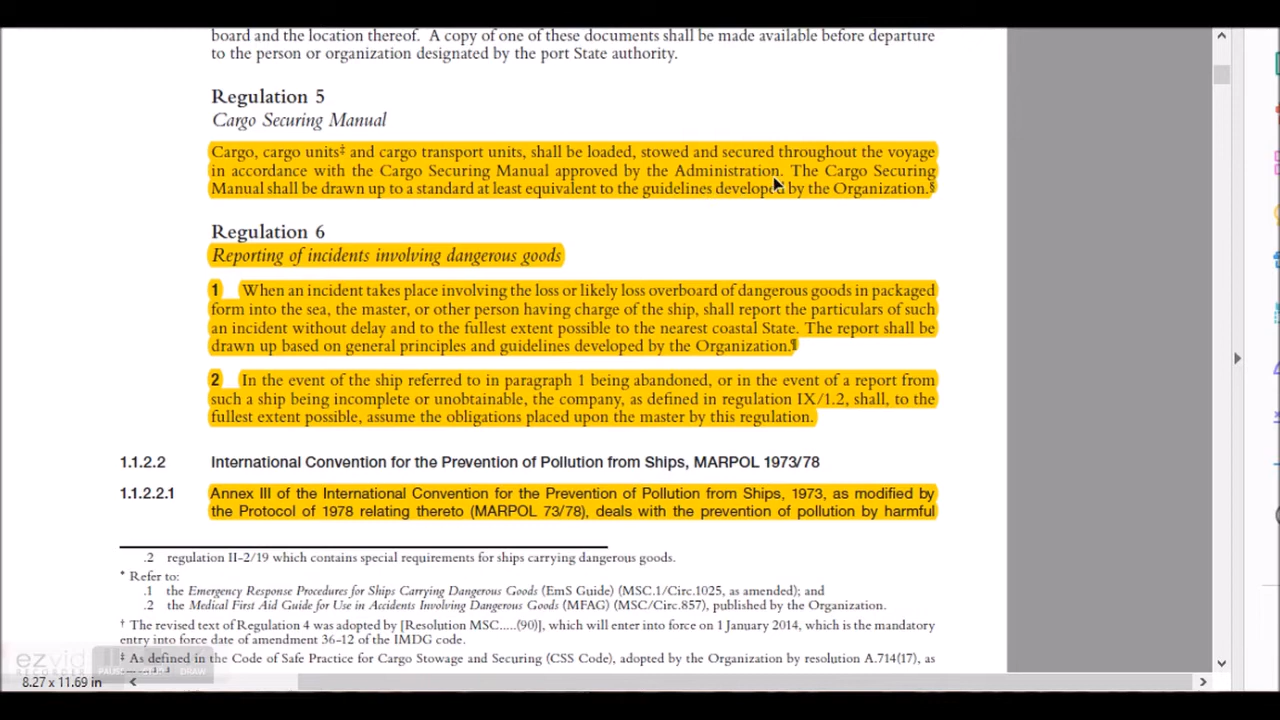 board and the location thereof. A copy of one of these documents shall be made available before departure
to the person or organization designated by the port State authority.
Regulation 5
Cargo Securing Manual
Cargo, cargo units‡ and cargo transport units, shall be loaded, stowed and secured throughout the voyage
in accordance with the Cargo Securing Manual approved by the Administration. The Cargo Securing
Manual shall be drawn up to a standard at least equivalent to the guidelines developed by the Organization.§
Regulation 6
Reporting of incidents involving dangerous goods
1 When an incident takes place involving the loss or likely loss overboard of dangerous goods in packaged
form into the sea, the master, or other person having charge of the ship, shall report the particulars of such
an incident without delay and to the fullest extent possible to the nearest coastal State. The report shall be
drawn up based on general principles and guidelines developed by the Organization.¶
2 In the event of the ship referred to in paragraph 1 being abandoned, or in the event of a report from
such a ship being incomplete or unobtainable, the company, as defined in regulation IX/1.2, shall, to the
fullest extent possible, assume the obligations placed upon the master by this regulation.
1.1.2.2 International Convention for the Prevention of Pollution from Ships, MARPOL 1973/78
1.1.2.2.1 Annex III of the International Convention for the Prevention of Pollution from Ships, 1973, as modified by
the Protocol of 1978 relating thereto (MARPOL 73/78), deals with the prevention of pollution by harmful
.2 regulation II-2/19 which contains special requirements for ships carrying dangerous goods.
* Refer to:
.1 the Emergency Response Procedures for Ships Carrying Dangerous Goods (EmS Guide) (MSC.1/Circ.1025, as amended); and
.2 the Medical First Aid Guide for Use in Accidents Involving Dangerous Goods (MFAG) (MSC/Circ.857), published by the Organization.
† The revised text of Regulation 4 was adopted by [Resolution MSC.....(90)], which will enter into force on 1 January 2014, which is the mandatory
entry into force date of amendment 36-12 of the IMDG code.
‡ As defined in the Code of Safe Practice for Cargo Stowage and Securing (CSS Code), adopted by the Organization by resolution A.714(17), as
ezvid
PAUSE DRAW
8.27 x 11.69 in